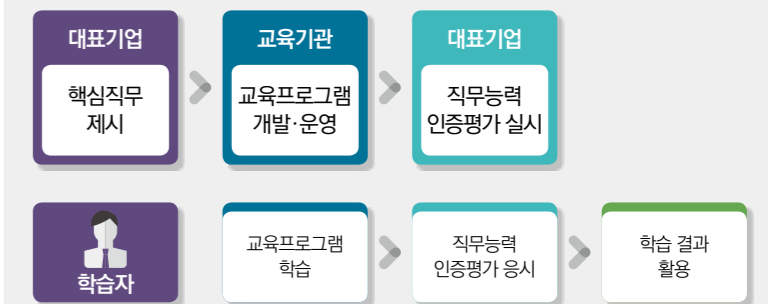 대표기업
핵심직무
제시
교육기관
교육프로그램
개발·운영
대표기업
직무능력
인증평가 실시
학습자
교육프로그램
학습
직무능력
인증평가 응시
학습 결과
활용